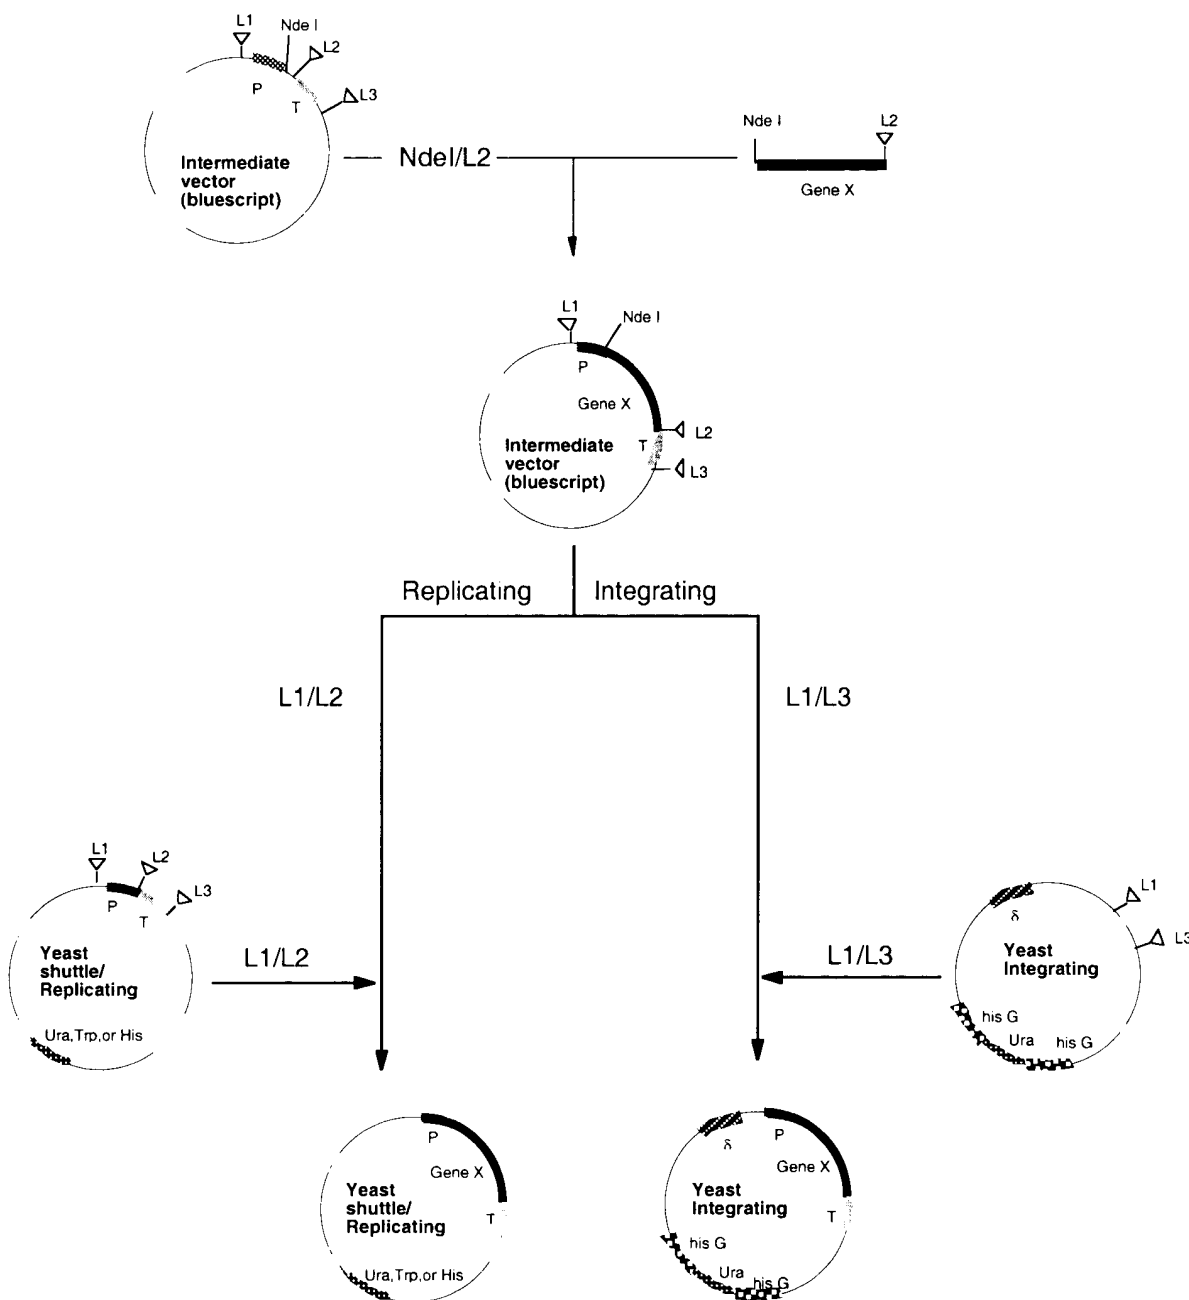 L1
Nde I
L2
P
T
L3
Intermediate
vector
(bluescript)
NdeI/L2
Nde I
L2
Gene X
L1
Nde I
P
Gene X
L2
T
L3
Intermediate
vector
(bluescript)
Replicating
Integrating
L1/L2
L1/L3
L1
L2
L3
P
T
Yeast
shuttle/
Replicating
Ura,Trp,or His
L1/L2
L1/L3
δ
L1
L3
Yeast
Integrating
his G
Ura
his G
P
Gene X
T
Yeast
shuttle/
Replicating
Ura,Trp,or His
δ
P
Gene X
T
Yeast
Integrating
his G
Ura
his G